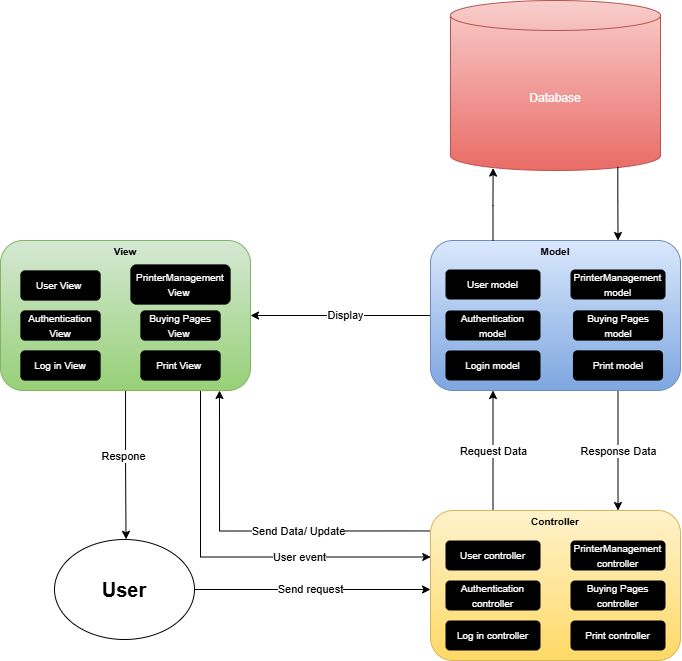 Database
View
User View
PrinterManagement
View
Authentication
View
Buying Pages
View
Log in View
Print View
Display
Model
User model
PrinterManagement
model
Authentication
model
Buying Pages
model
Login model
Print model
Respone
Request Data
Response Data
Send Data/ Update
User event
Send request
User
Controller
User controller
PrinterManagement
controller
Authentication
controller
Buying Pages
controller
Log in controller
Print controller